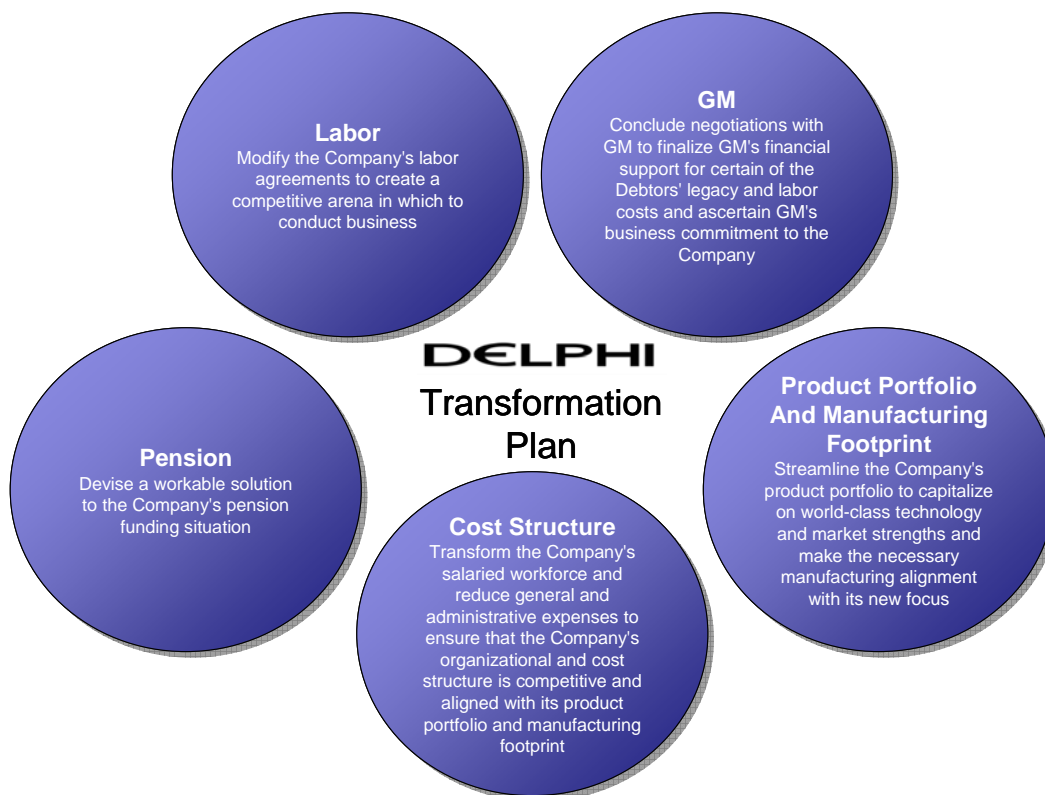 Labor
Modify the Company's labor
agreements to create a
competitive arena in which to
conduct business
GM
Conclude negotiations with
GM to finalize GM's financial
support for certain of the
Debtors' legacy and labor
costs and ascertain GM's
business commitment to the
Company
DELPHI
Transformation
Plan
Pension
Devise a workable solution
to the Company's pension
funding situation
Cost Structure
Transform the Company's
salaried workforce and
reduce general and
administrative expenses to
ensure that the Company's
organizational and cost
structure is competitive and
aligned with its product
portfolio and manufacturing
footprint
Product Portfolio
And Manufacturing
Footprint
Streamline the Company's
product portfolio to capitalize
on world-class technology
and market strengths and
make the necessary
manufacturing alignment
with its new focus